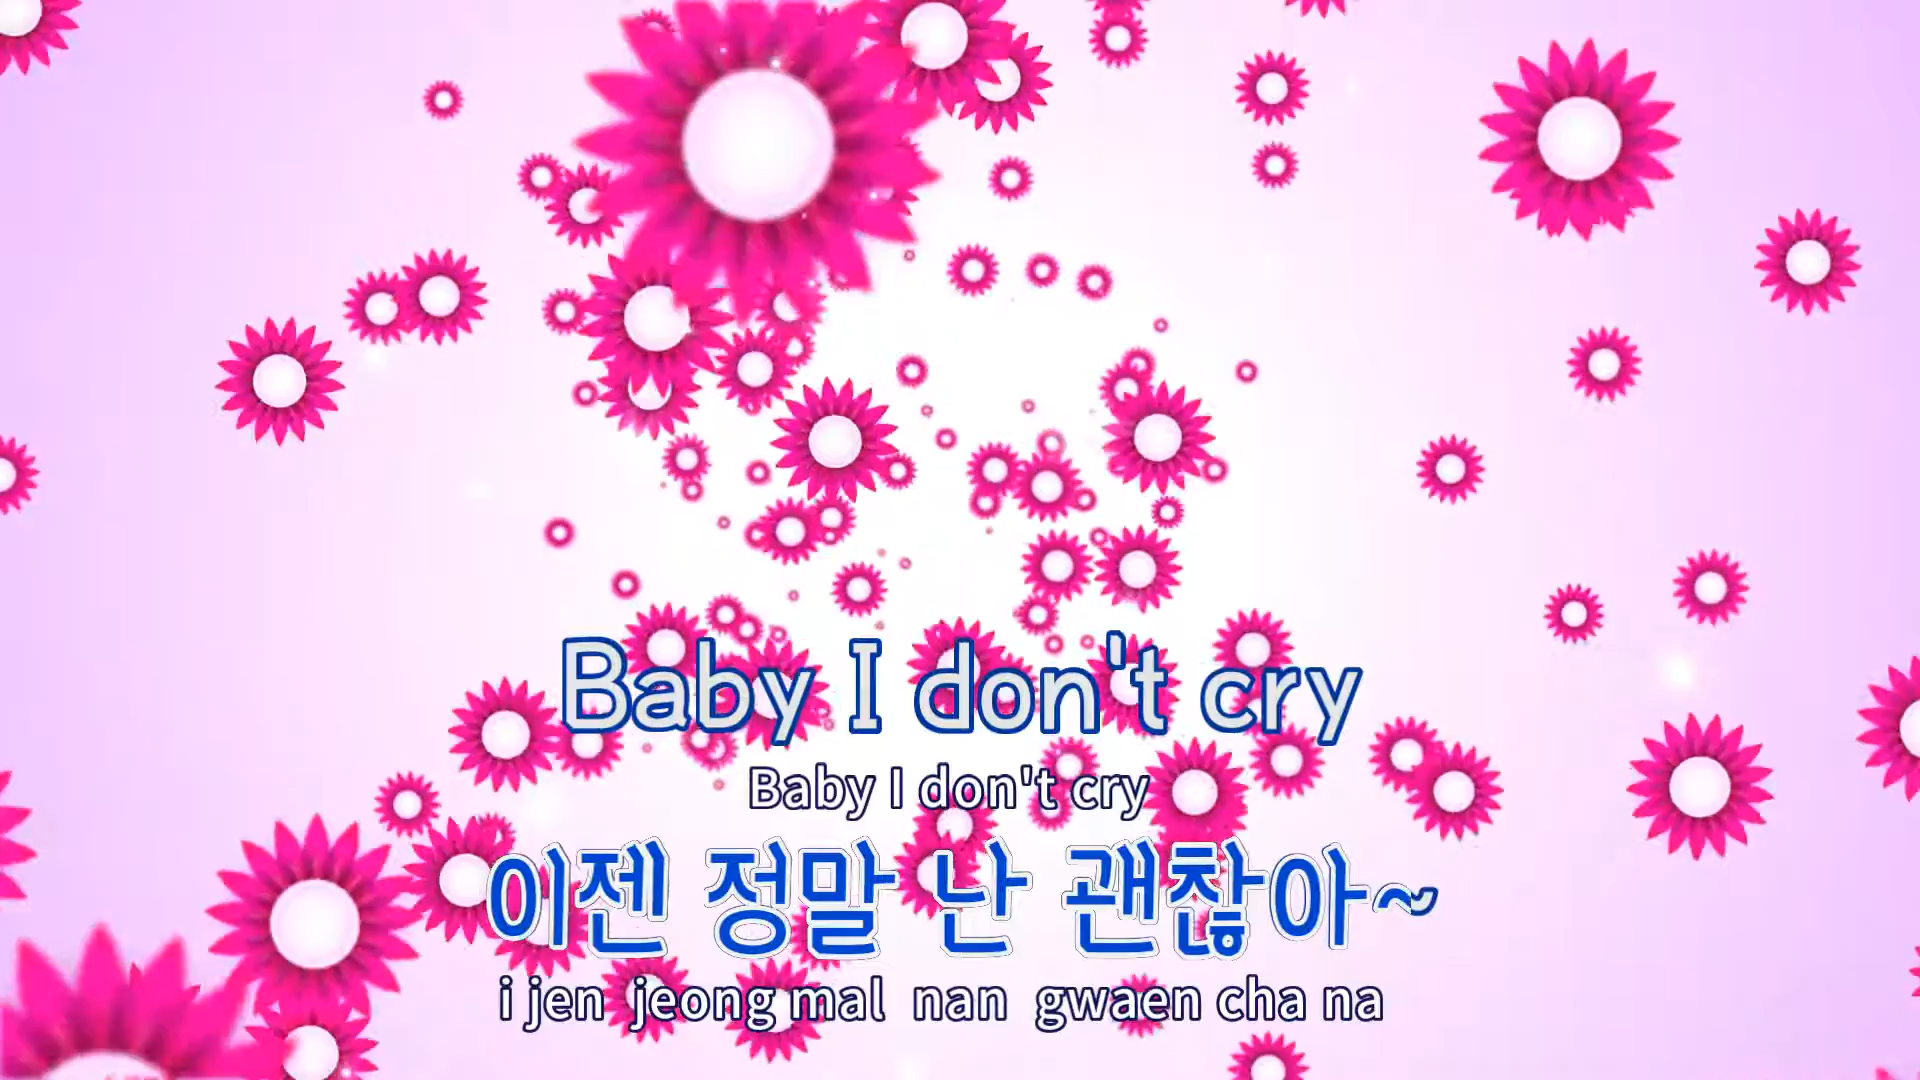 Baby I don't cry
Baby I don't cry
이젠 정말 난 괜찮아~
i jen jeong mal nan gwaen cha na